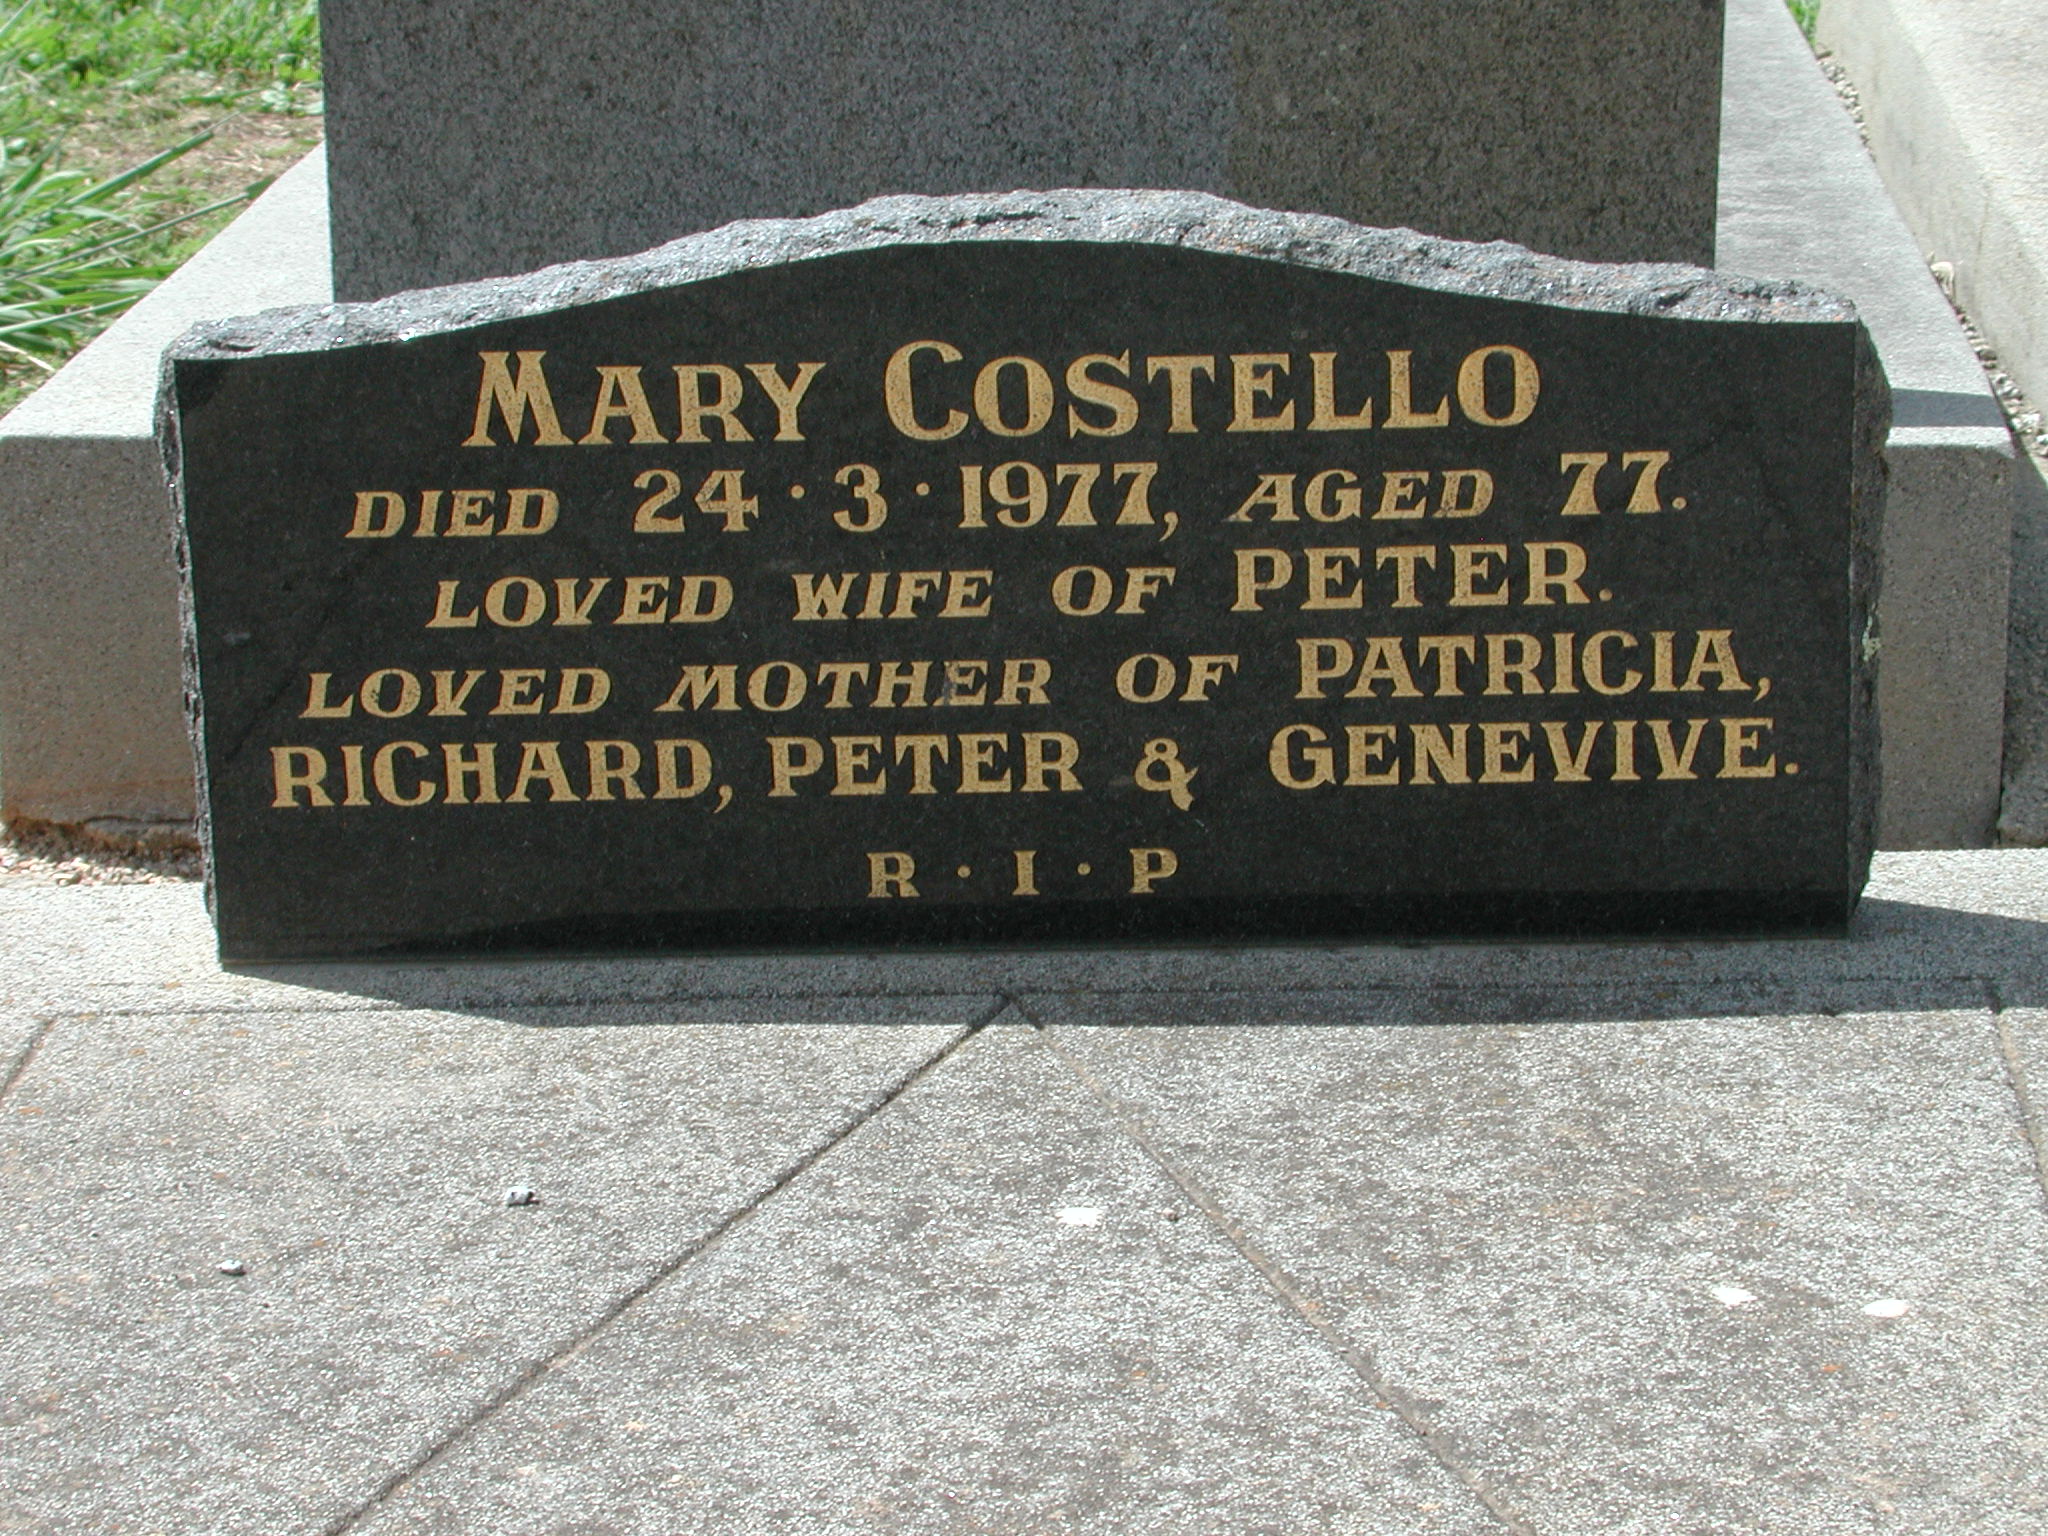 MARY COSTELLO
DIED 24·3·1977, AGED 77.
LOVED WIFE OF PETER.
LOVED MOTHER OF PATRICIA,
RICHARD, PETER & GENEVIVE.
R·I·P